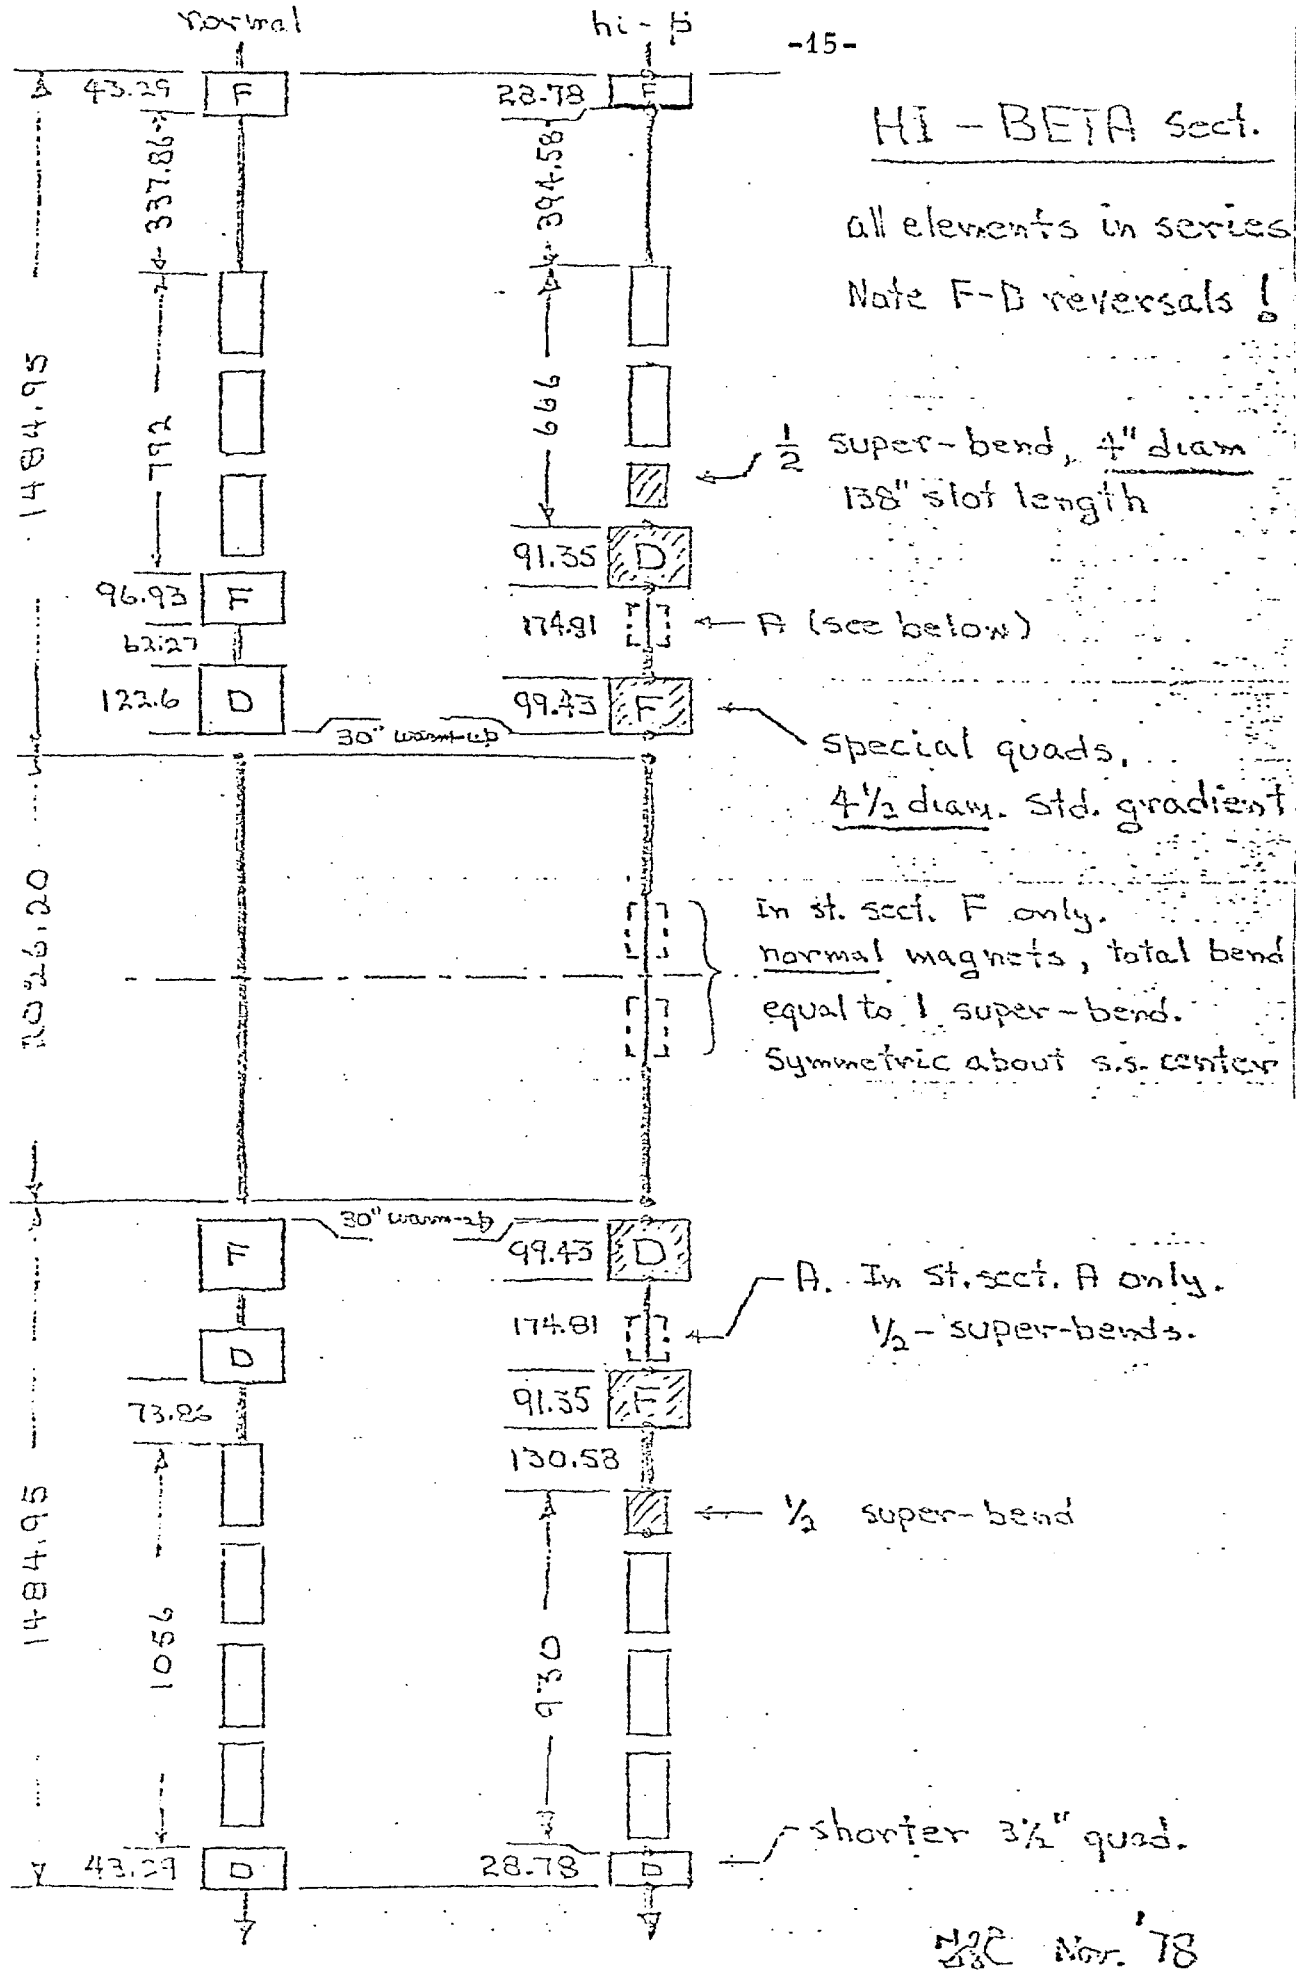 normal
hi-β
-15-
43.29
F
28.78
F
HI-BETA Sect.
337.86
394.58
all elements in series
Note F-D reversals !
1484.95
792
666
½ super-bend, 4" diam
138" slot length
96.93
F
91.35
D
62.27
174.81
A (see below)
122.6
D
99.43
F
30" warm-up
special quads.
4½ diam. Std. gradient
2026.20
In st. sect. F only.
normal magnets, total bend
equal to 1 super-bend.
Symmetric about s.s. center
F
30" warm-up
99.43
D
A. In St. sect. A only.
½-super-bends.
D
174.81
91.35
F
73.86
130.58
1484.95
1056
930
½ super-bend
shorter 3½" quad.
43.29
D
28.78
D
Nov. '78